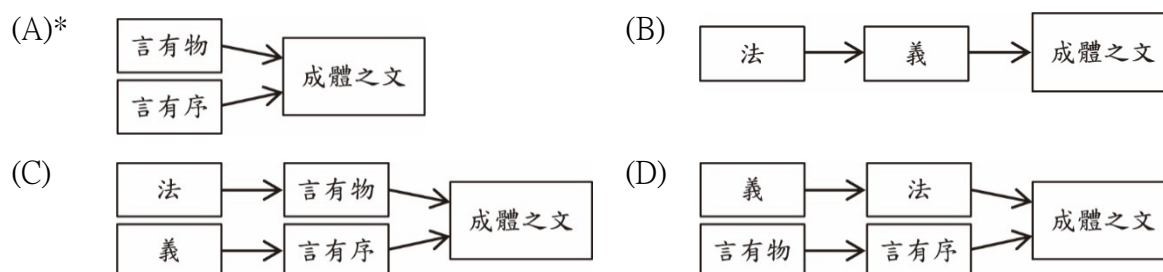 (A)* 言有物 言有序 成體之文
(B) 法 義 成體之文
(C) 法 言有物 義 言有序 成體之文
(D) 義 法 言有物 言有序 成體之文